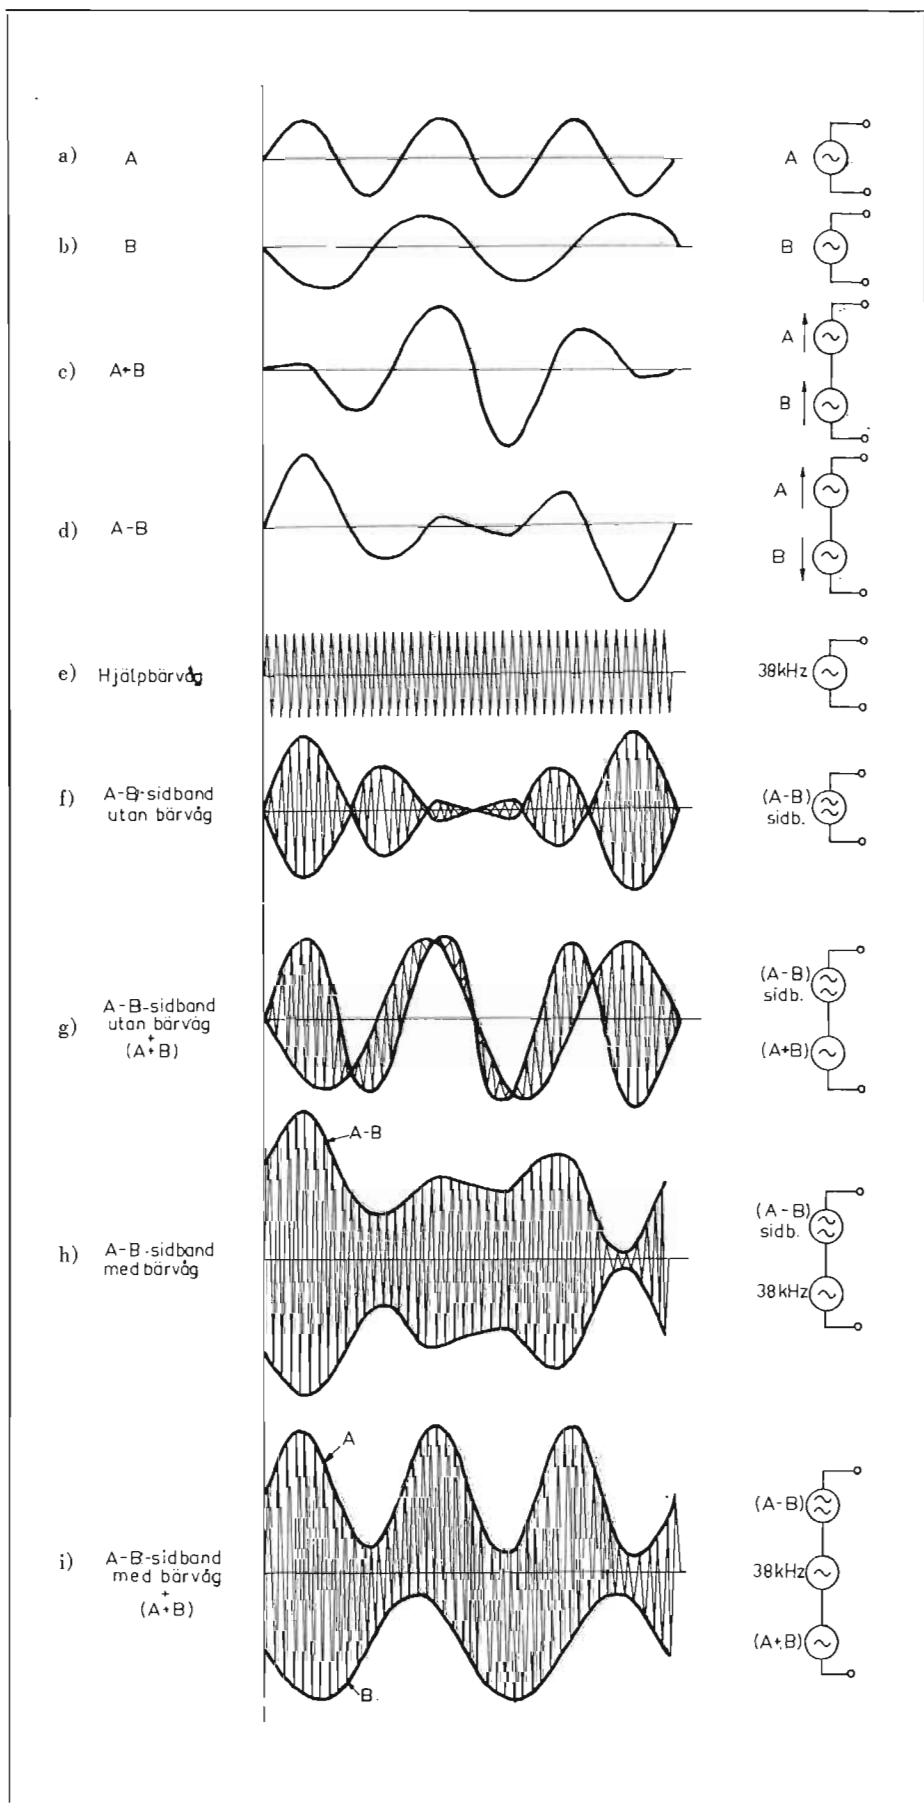 a) A
A
b) B
B
c) A+B
A
B
d) A-B
A
B
e) Hjälpbärvåg
38kHz
f) A-B-sidband
utan bärvåg
(A-B)
sidb.
g) A-B-sidband
utan bärvåg
+
(A+B)
(A-B)
sidb.
(A+B)
A-B
h) A-B-sidband
med bärvåg
(A-B)
sidb.
38kHz
A
i) A-B-sidband
med bärvåg
+
(A+B)
B
(A-B)
38kHz
(A+B)